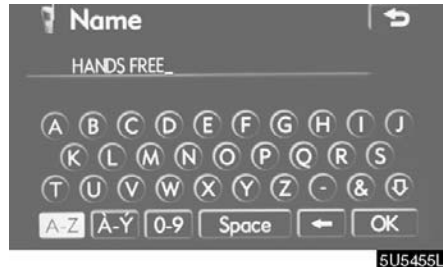 Name
HANDS FREE_
A B C D E F G H I J
K L M N O P Q R S
T U V W X Y Z - &
A-Z À-Ý 0-9 Space OK
5U5455L